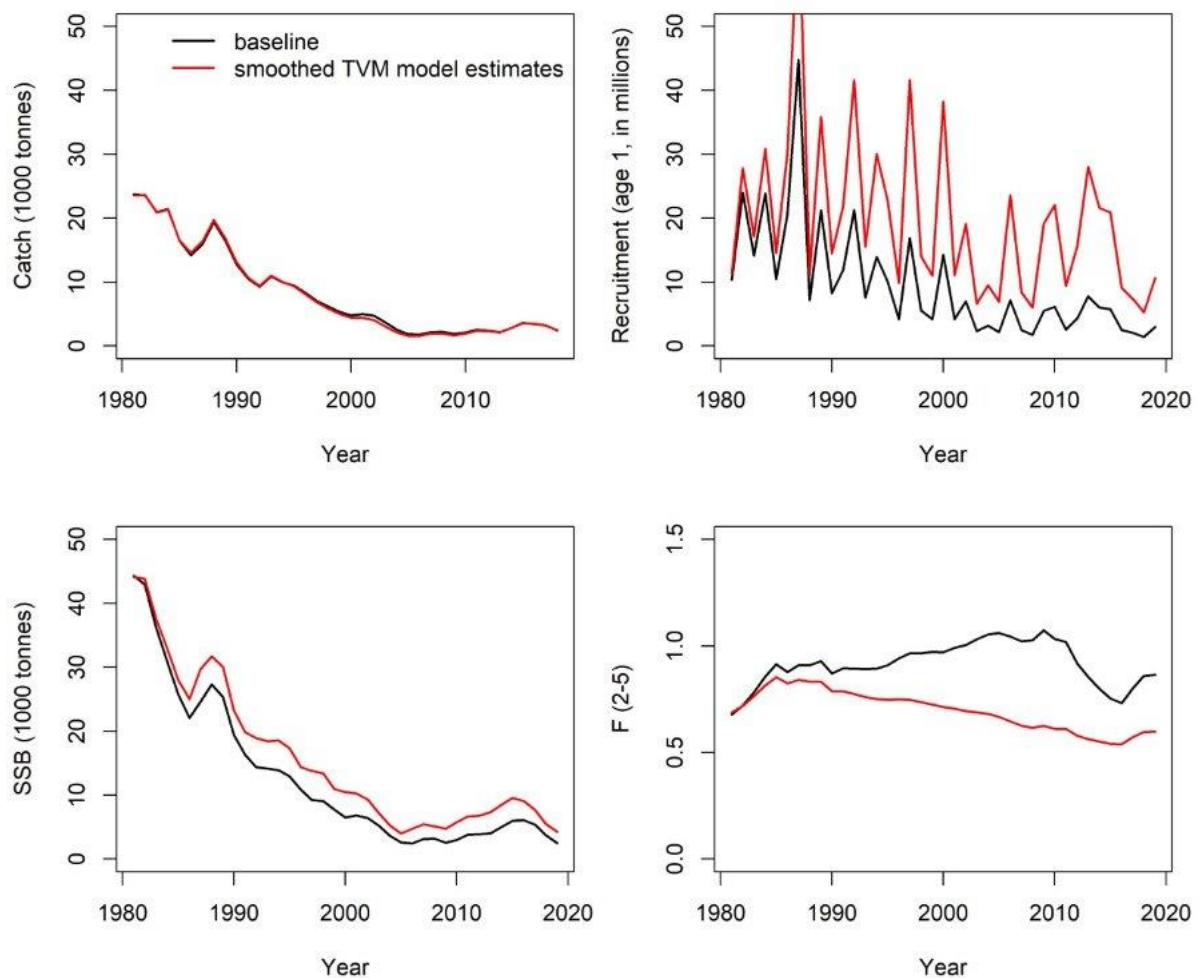 baseline
smoothed TVM model estimates
Catch (1000 tonnes)
50
40
30
20
10
0
1980 1990 2000 2010
Year
Recruitment (age 1, in millions)
50
40
30
20
10
0
1980 1990 2000 2010 2020
Year
SSB (1000 tonnes)
50
40
30
20
10
0
1980 1990 2000 2010 2020
Year
F (2-5)
1.5
1.0
0.5
0.0
1980 1990 2000 2010 2020
Year